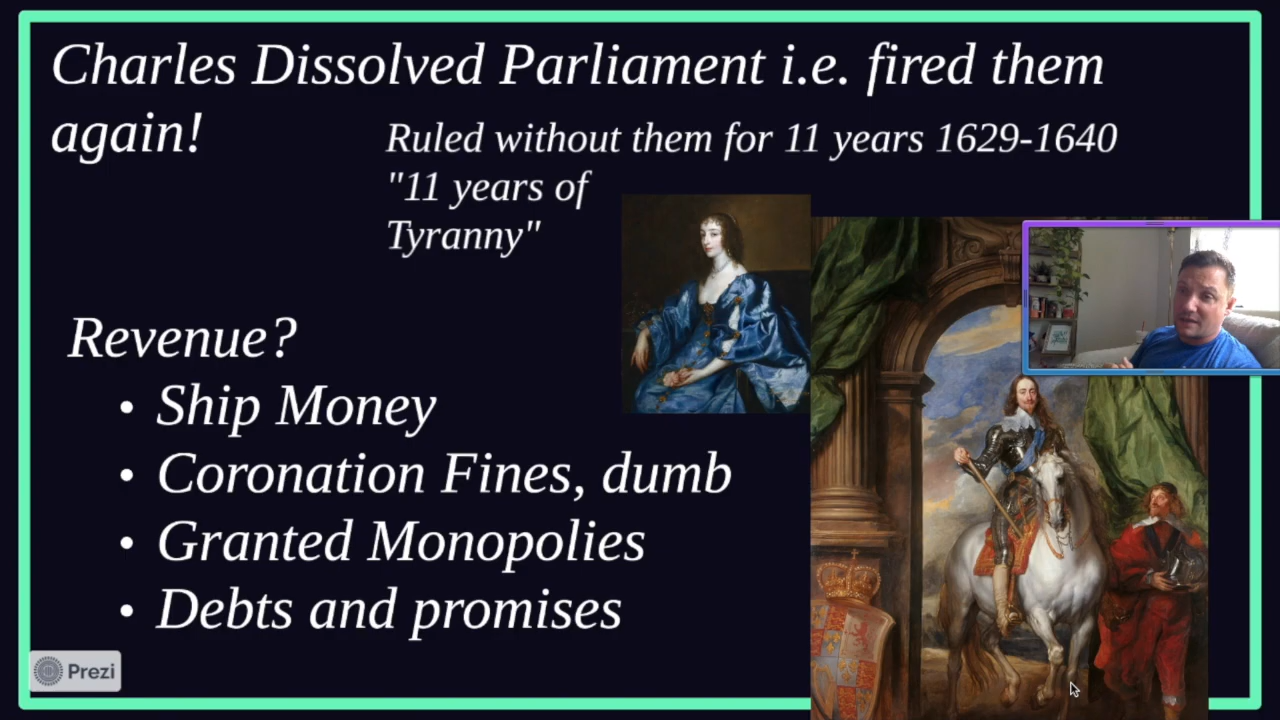 Charles Dissolved Parliament i.e. fired them
again!
Ruled without them for 11 years 1629-1640
"11 years of
Tyranny"
Revenue?
• Ship Money
• Coronation Fines, dumb
• Granted Monopolies
• Debts and promises
Prezi